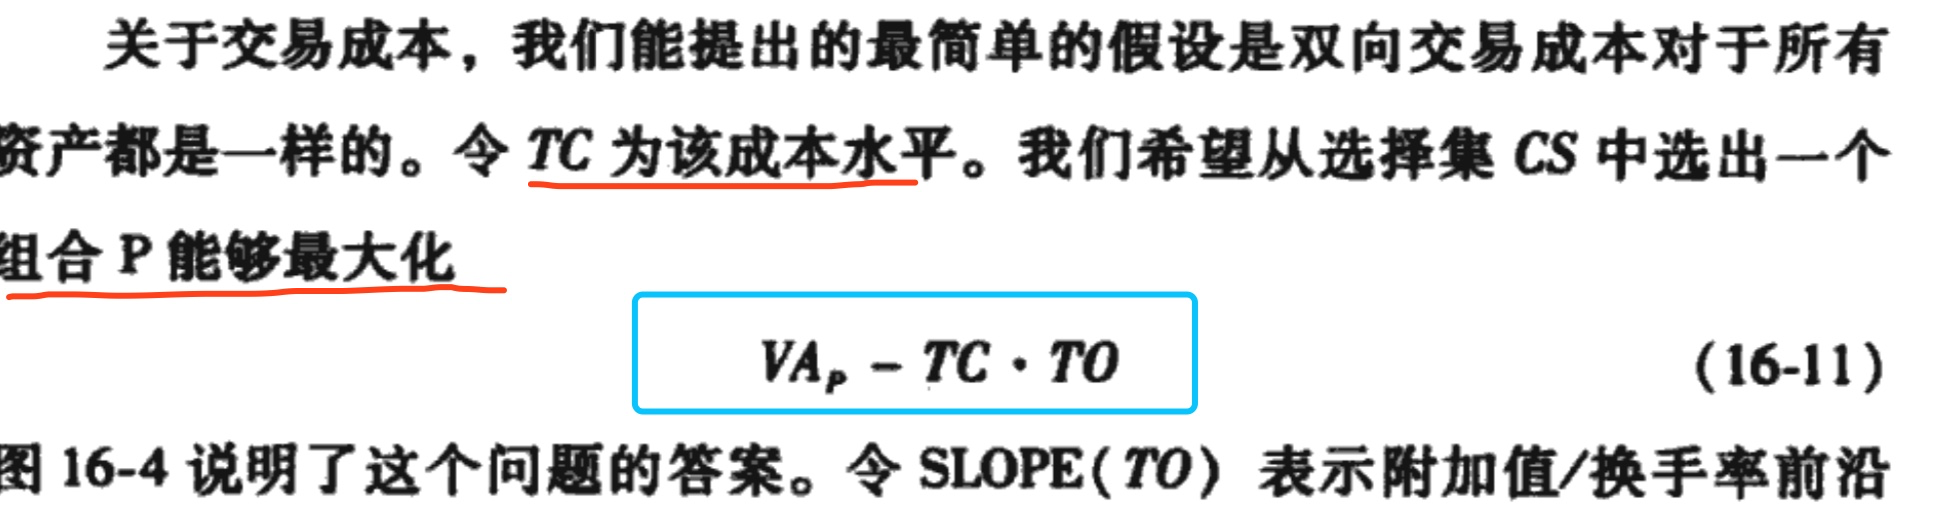 关于交易成本，我们能提出的最简单的假设是双向交易成本对于所有
资产都是一样的。令 TC 为该成本水平。我们希望从选择集 CS 中选出一个
组合 P 能够最大化
VA_P − TC · TO (16-11)
图 16-4 说明了这个问题的答案。令 SLOPE(TO) 表示附加值/换手率前沿